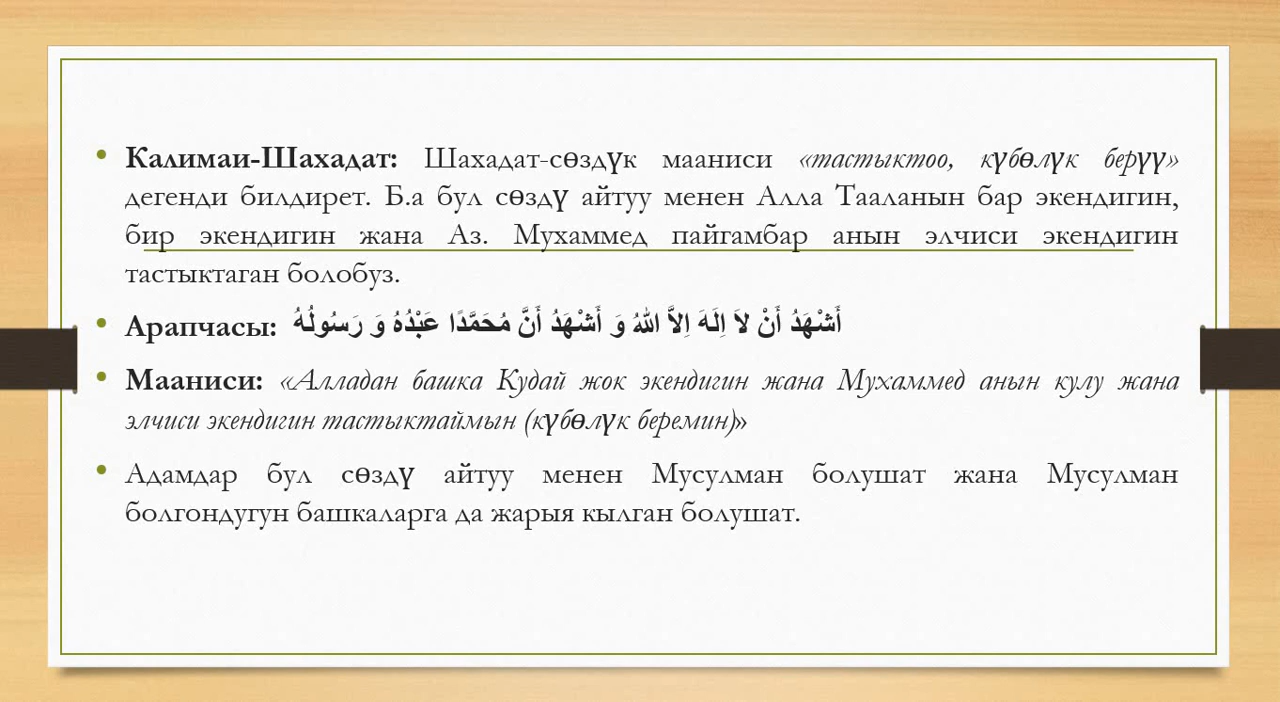 • Калимаи-Шахадат: Шахадат-сөздүк мааниси «тастыктоо, күбөлүк берүү»
дегенди билдирет. Б.а бул сөздү айтуу менен Алла Тааланын бар экендигин,
бир экендигин жана Аз. Мухаммед пайгамбар анын элчиси экендигин
тастыктаган болобуз.
• Арапчасы: أَشْهَدُ أَنْ لاَ اِلَهَ اِلاَّ اللهُ وَ أَشْهَدُ أَنَّ مُحَمَّدًا عَبْدُهُ وَ رَسُولُهُ
• Мааниси: «Алладан башка Кудай жок экендигин жана Мухаммед анын кулу жана
элчиси экендигин тастыктаймын (күбөлүк беремин)»
• Адамдар бул сөздү айтуу менен Мусулман болушат жана Мусулман
болгондугун башкаларга да жарыя кылган болушат.